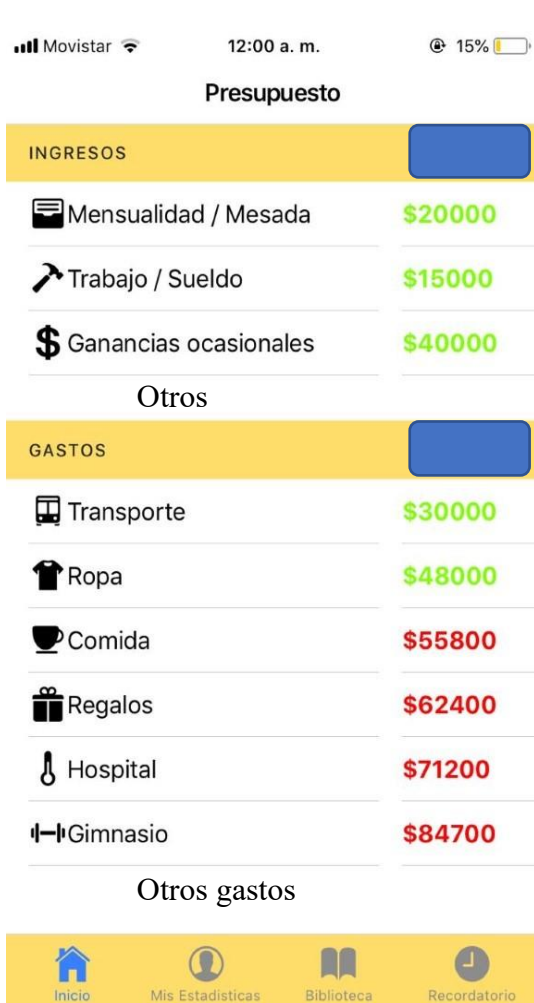 Movistar 12:00 a. m. 15%
Presupuesto
INGRESOS
Mensualidad / Mesada $20000
Trabajo / Sueldo $15000
Ganancias ocasionales $40000
Otros
GASTOS
Transporte $30000
Ropa $48000
Comida $55800
Regalos $62400
Hospital $71200
Gimnasio $84700
Otros gastos
Inicio Mis Estadisticas Biblioteca Recordatorio